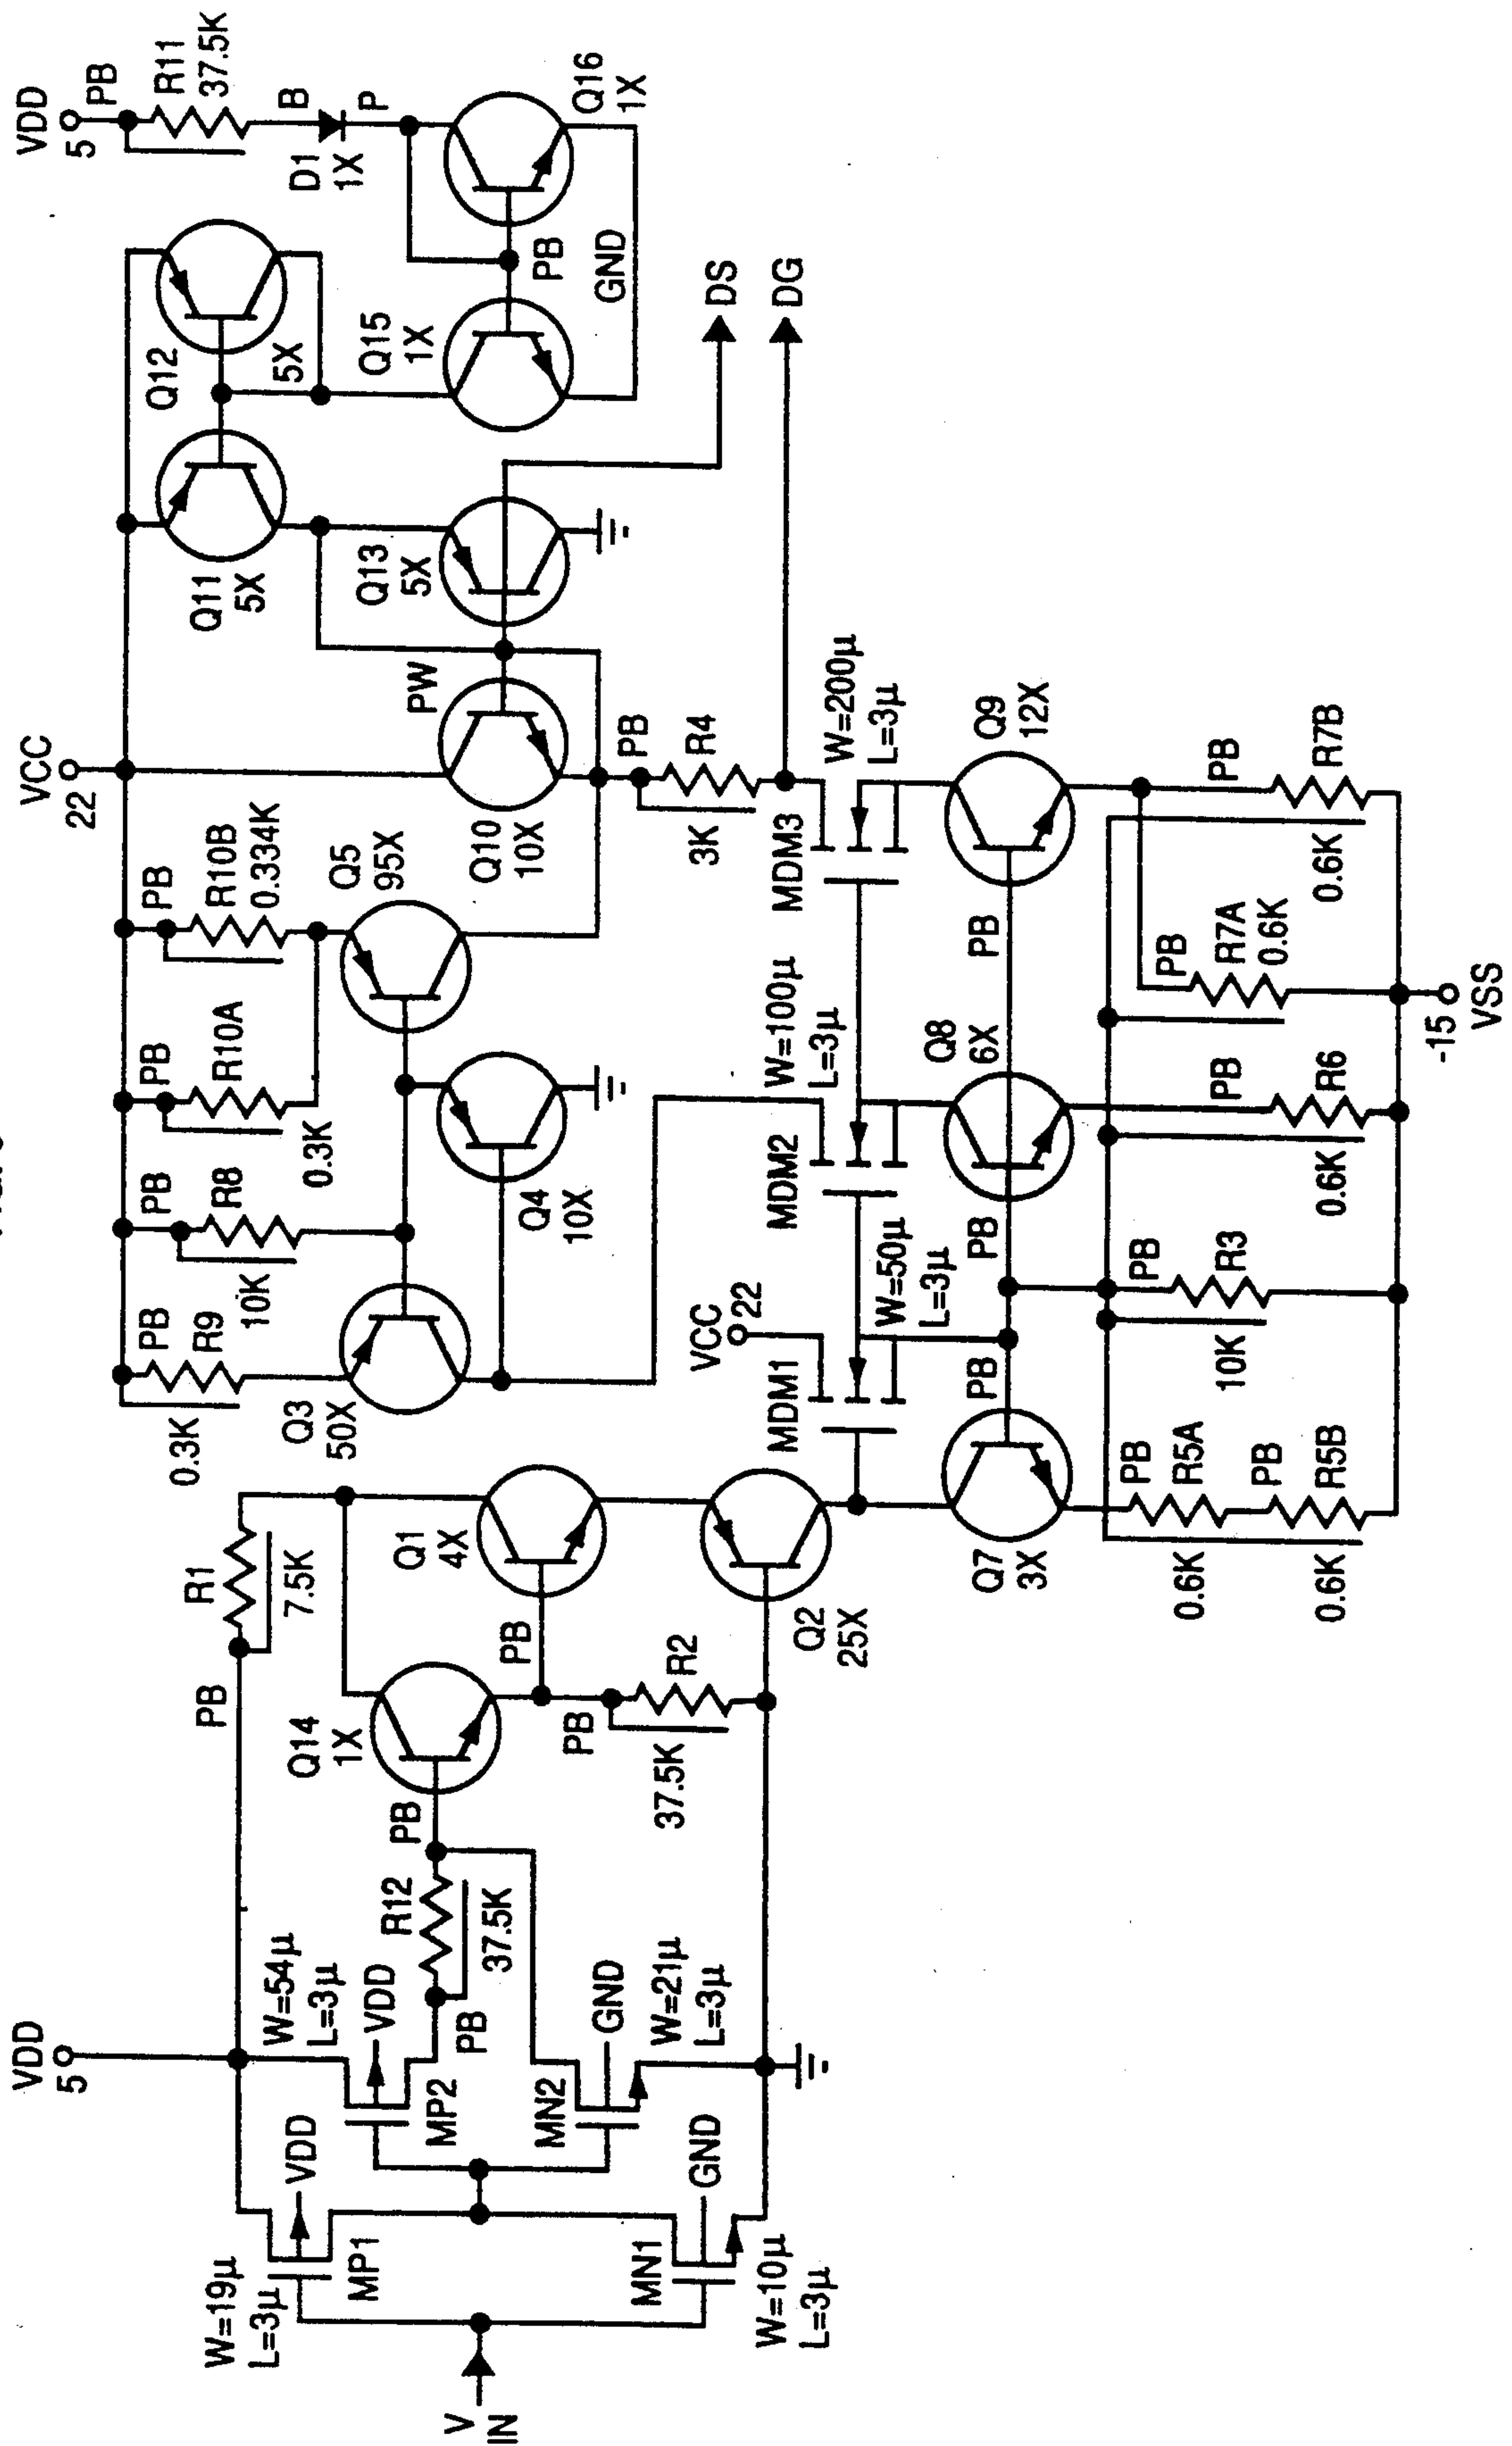 VDD
5
W=19µ
L=3µ
VDD
MP1
V
IN
MN1
GND
W=10µ
L=3µ
W=54µ
L=3µ
VDD
MP2
PB
R12
37.5K
PB
MN2
GND
W=21µ
L=3µ
PB
R1
7.5K
Q14
1X
PB
PB
R2
37.5K
Q1
4X
Q2
25X
PB
R9
0.3K
PB
R8
10K
PB
R10A
0.3K
PB
R10B
0.334K
Q3
50X
Q4
10X
Q5
95X
VCC
22
Q10
10X
PW
Q11
5X
Q12
5X
Q13
5X
Q15
1X
PB
GND
VDD
5
PB
R11
37.5K
B
D1
1X
P
Q16
1X
DS
DG
PB
R4
3K
VCC
22
MDM1
W=50µ
L=3µ
MDM2
W=100µ
L=3µ
MDM3
W=200µ
L=3µ
Q7
3X
PB
PB
Q8
6X
PB
Q9
12X
PB
R5A
0.6K
PB
R5B
0.6K
PB
R3
10K
PB
R6
0.6K
PB
R7A
0.6K
PB
R7B
0.6K
-15
VSS